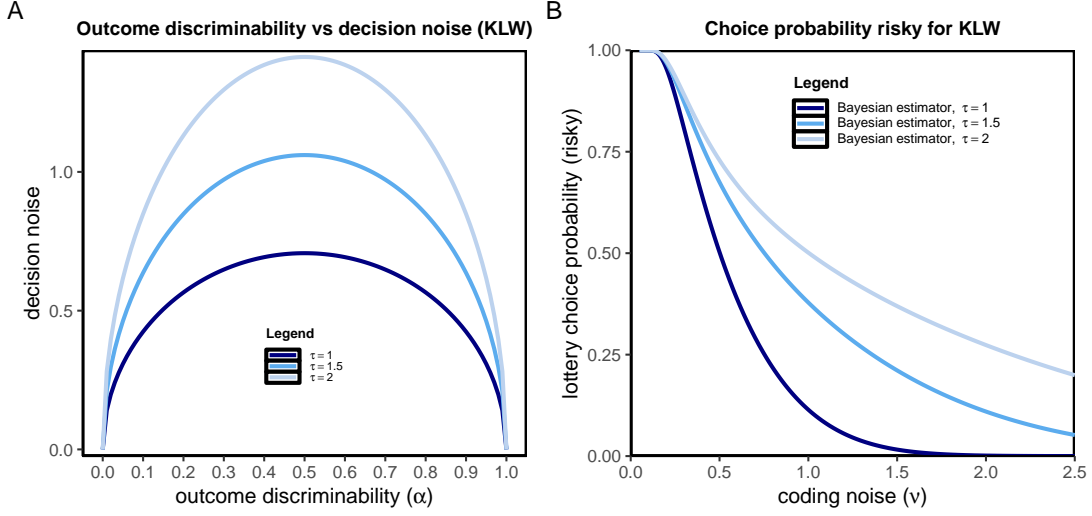 A
Outcome discriminability vs decision noise (KLW)
decision noise
1.0
0.5
0.0
Legend
τ = 1
τ = 1.5
τ = 2
0.0 0.1 0.2 0.3 0.4 0.5 0.6 0.7 0.8 0.9 1.0
outcome discriminability (α)
B
Choice probability risky for KLW
lottery choice probability (risky)
1.00
0.75
0.50
0.25
0.00
Legend
Bayesian estimator, τ = 1
Bayesian estimator, τ = 1.5
Bayesian estimator, τ = 2
0.0 0.5 1.0 1.5 2.0 2.5
coding noise (ν)